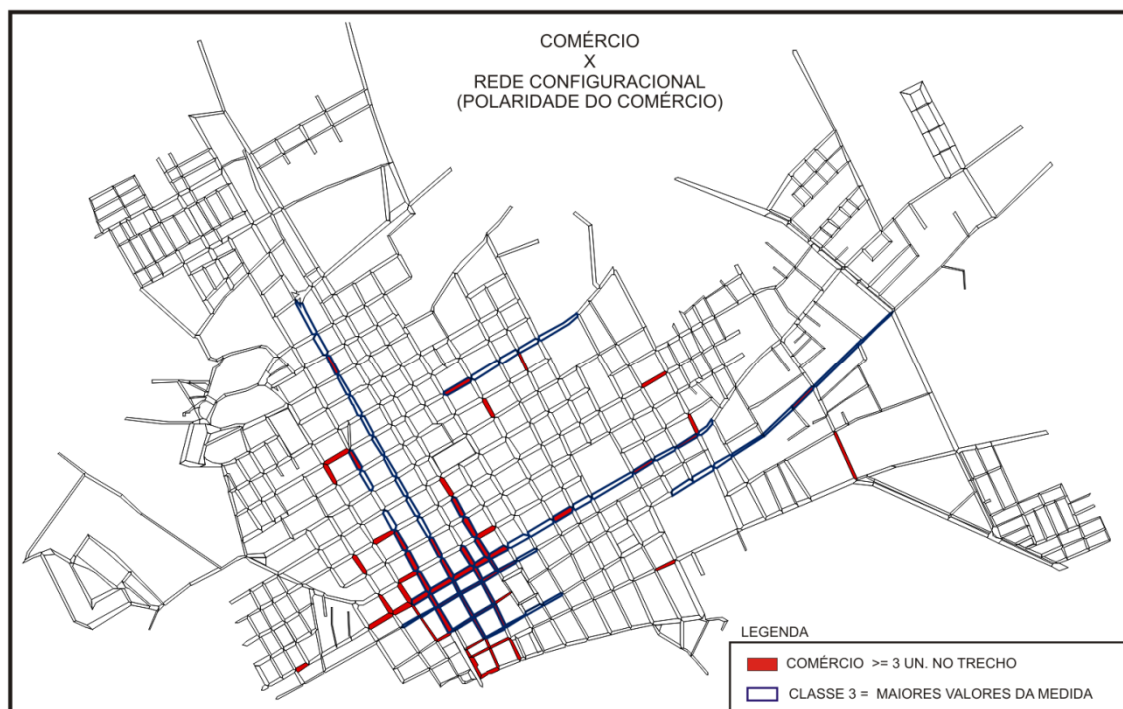 COMÉRCIO
X
REDE CONFIGURACIONAL
(POLARIDADE DO COMÉRCIO)
LEGENDA
COMÉRCIO >= 3 UN. NO TRECHO
CLASSE 3 = MAIORES VALORES DA MEDIDA